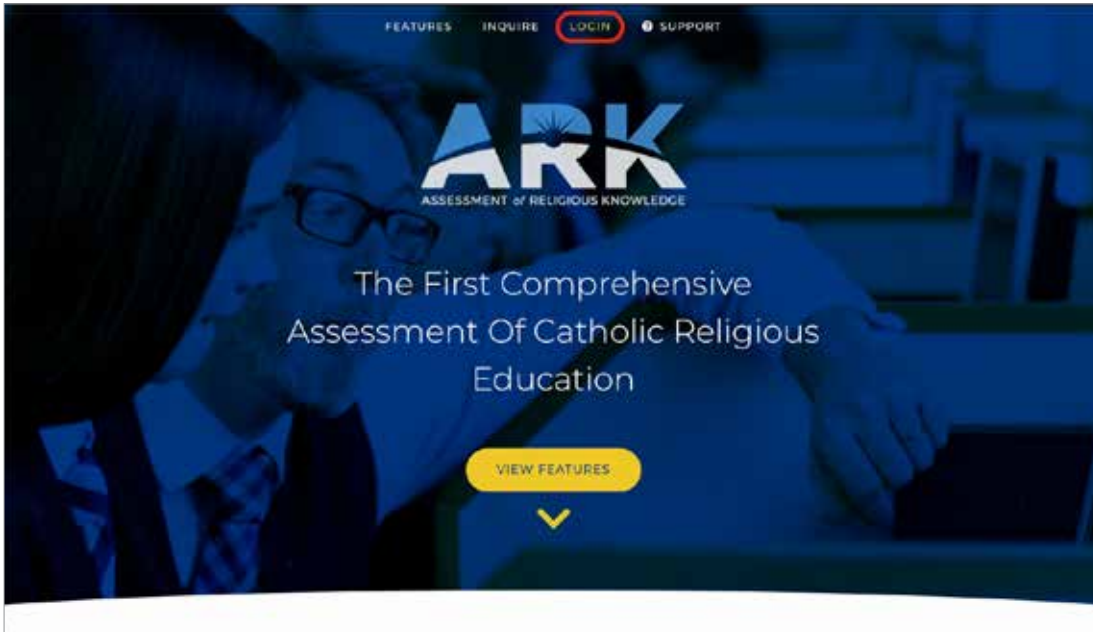 FEATURES INQUIRE LOGIN ? SUPPORT
ARK
ASSESSMENT of RELIGIOUS KNOWLEDGE
The First Comprehensive
Assessment Of Catholic Religious
Education
VIEW FEATURES